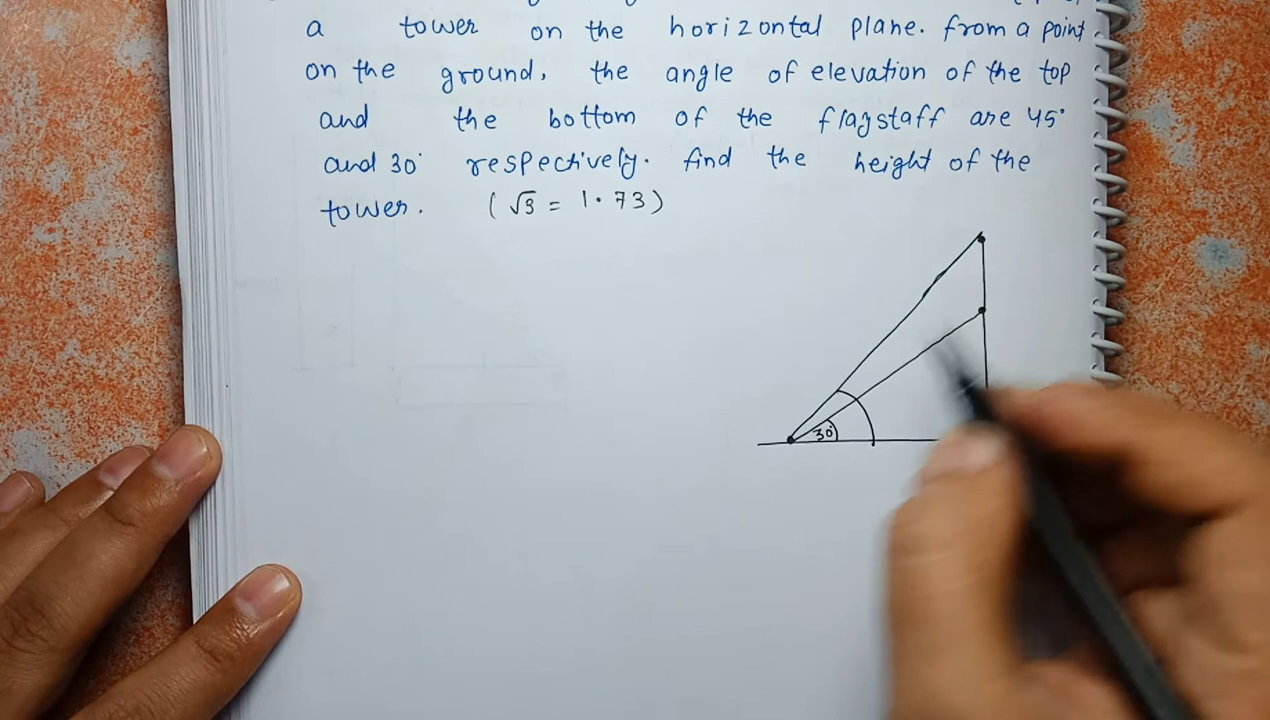 a tower on the horizontal plane. from a point
on the ground, the angle of elevation of the top
and the bottom of the flagstaff are 45°
and 30° respectively. find the height of the
tower. (√3 = 1.73)
30°